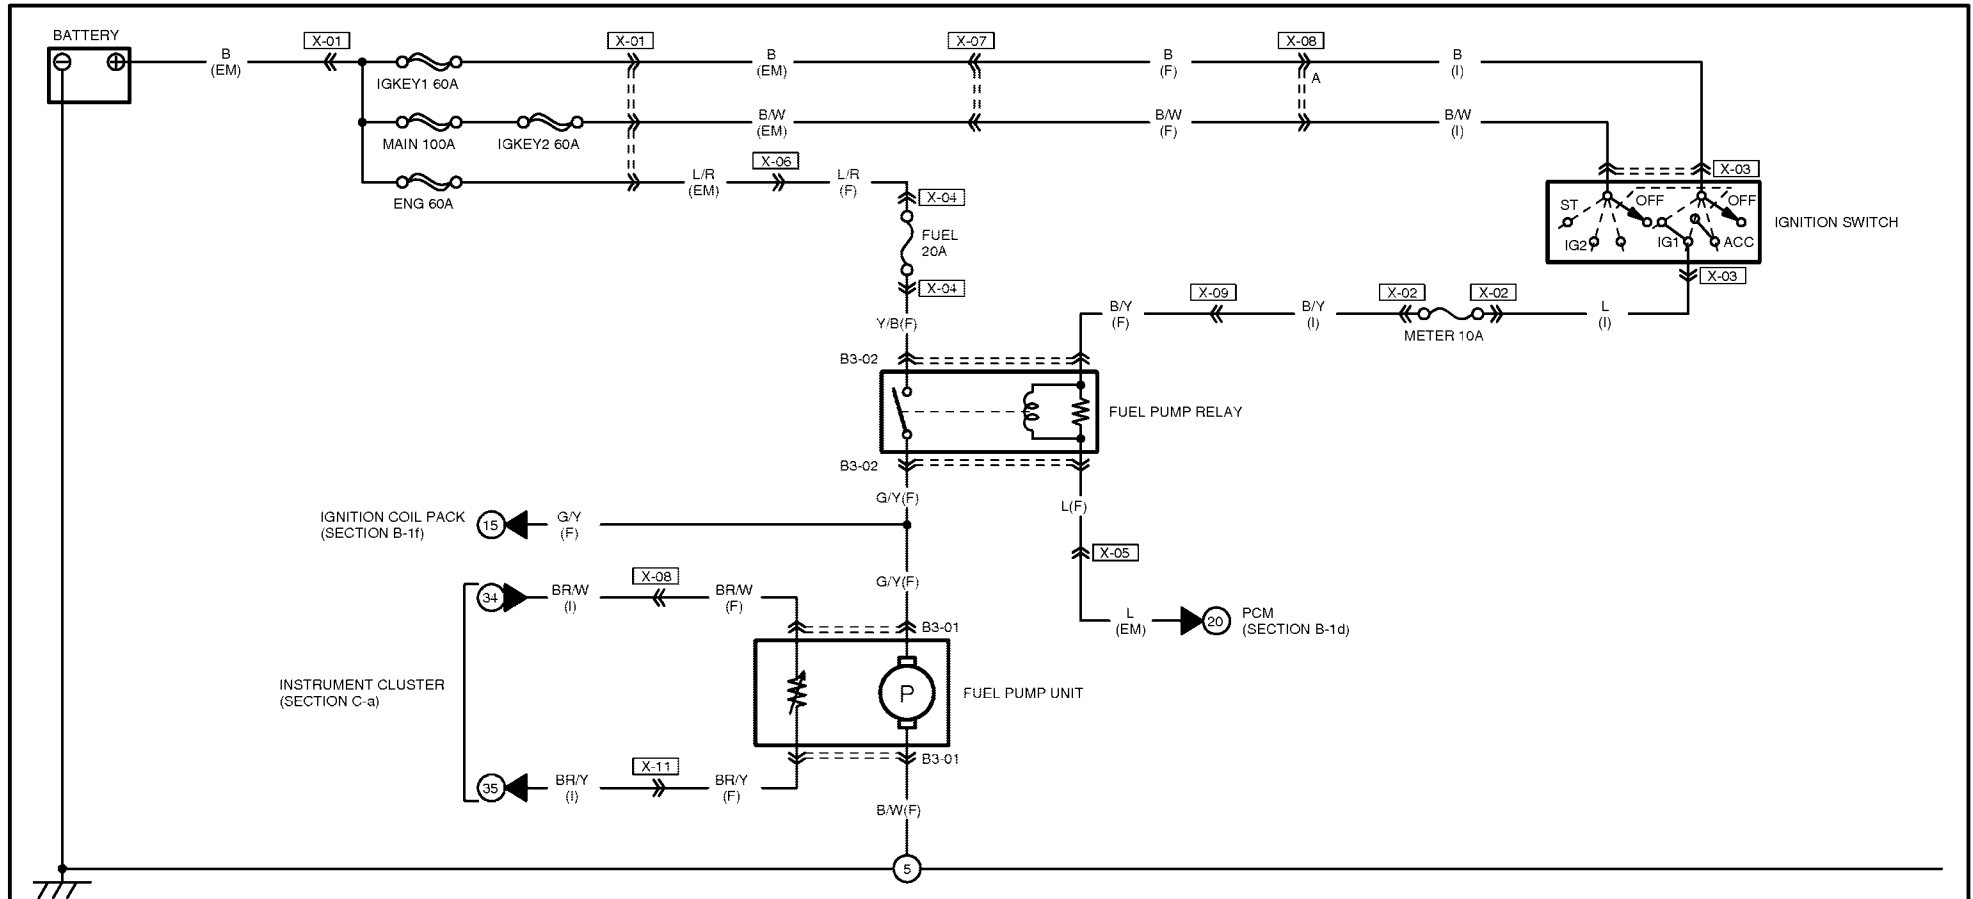 BATTERY
X-01
X-01
X-07
X-08
B
(EM)
B
(EM)
B
(F)
B
(I)
IGKEY1 60A
A
B/W
(EM)
B/W
(F)
B/W
(I)
MAIN 100A
IGKEY2 60A
X-06
X-03
L/R
(EM)
L/R
(F)
ENG 60A
X-04
ST
OFF
OFF
IGNITION SWITCH
FUEL
20A
IG2
IG1
ACC
X-03
X-04
X-09
X-02
X-02
B/Y
(F)
B/Y
(I)
L
(I)
METER 10A
Y/B(F)
B3-02
FUEL PUMP RELAY
B3-02
G/Y(F)
L(F)
IGNITION COIL PACK
(SECTION B-1f)
15
G/Y
(F)
X-05
X-08
G/Y(F)
34
BR/W
(I)
BR/W
(F)
B3-01
L
(EM)
20
PCM
(SECTION B-1d)
INSTRUMENT CLUSTER
(SECTION C-a)
P
FUEL PUMP UNIT
B3-01
X-11
35
BR/Y
(I)
BR/Y
(F)
B/W(F)
5